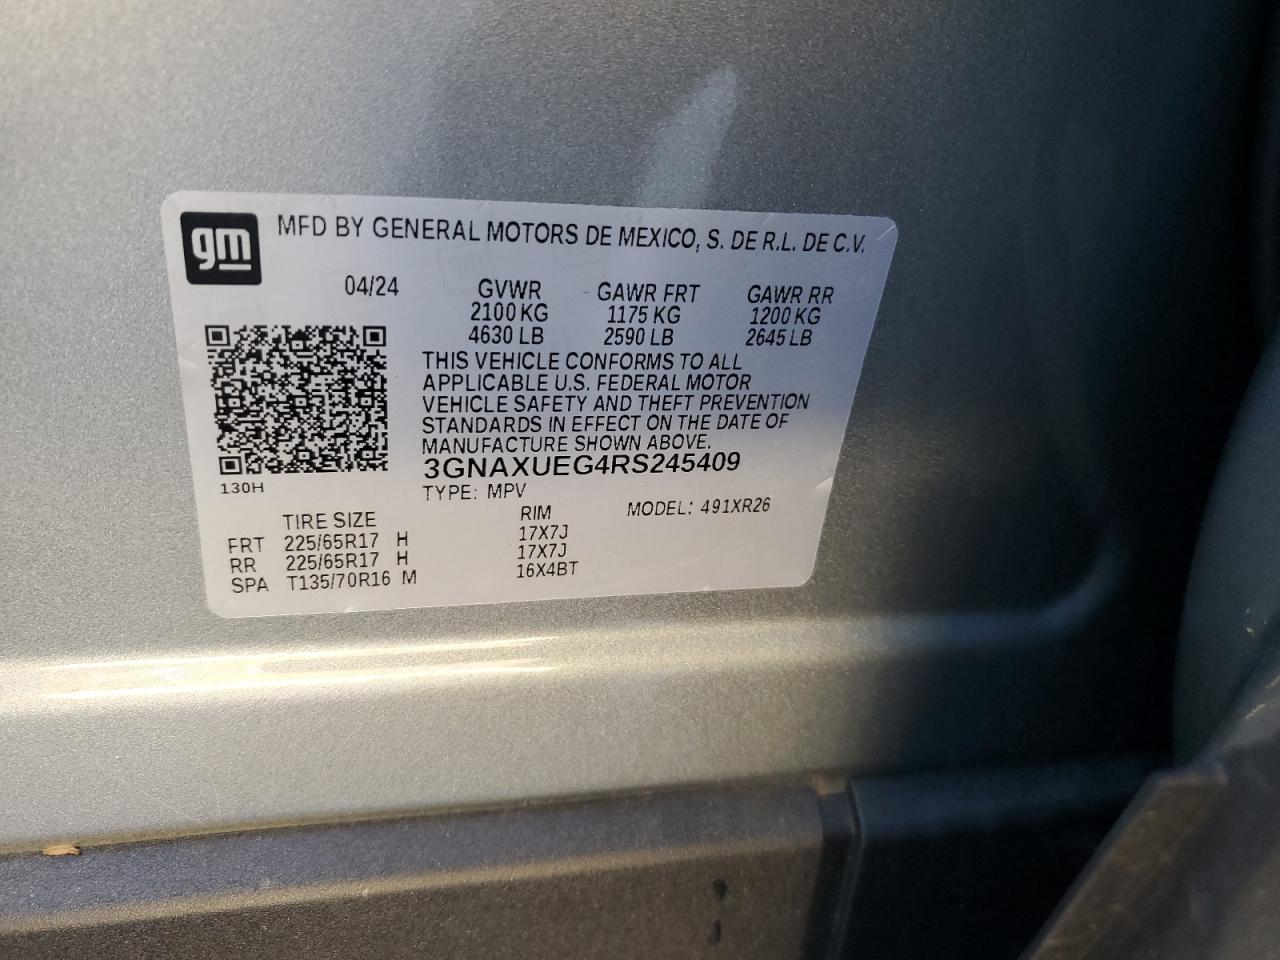 gm
MFD BY GENERAL MOTORS DE MEXICO, S. DE R.L. DE C.V.
04/24 GVWR GAWR FRT GAWR RR
2100 KG 1175 KG 1200 KG
4630 LB 2590 LB 2645 LB
THIS VEHICLE CONFORMS TO ALL
APPLICABLE U.S. FEDERAL MOTOR
VEHICLE SAFETY AND THEFT PREVENTION
STANDARDS IN EFFECT ON THE DATE OF
MANUFACTURE SHOWN ABOVE.
3GNAXUEG4RS245409
130H
TYPE: MPV
MODEL: 491XR26
TIRE SIZE RIM
FRT 225/65R17 H 17X7J
RR 225/65R17 H 17X7J
SPA T135/70R16 M 16X4BT